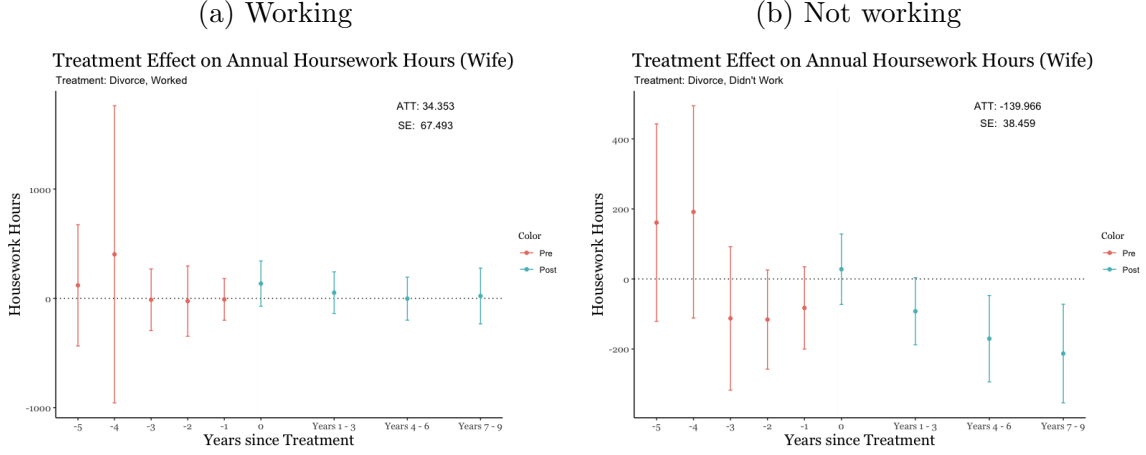 (a) Working
Treatment Effect on Annual Hoursework Hours (Wife)
Treatment: Divorce, Worked
ATT: 34.353
SE: 67.493
1000
0
-1000
Housework Hours
-5 -4 -3 -2 -1 0 Years 1 - 3 Years 4 - 6 Years 7 - 9
Years since Treatment
Color
Pre
Post
(b) Not working
Treatment Effect on Annual Hoursework Hours (Wife)
Treatment: Divorce, Didn't Work
ATT: -139.966
SE: 38.459
400
200
0
-200
Housework Hours
-5 -4 -3 -2 -1 0 Years 1 - 3 Years 4 - 6 Years 7 - 9
Years since Treatment
Color
Pre
Post